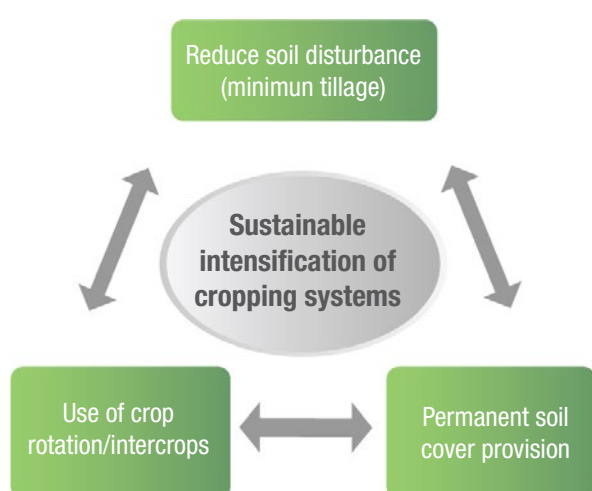 Reduce soil disturbance
(minimun tillage)
Sustainable
intensification of
cropping systems
Use of crop
rotation/intercrops
Permanent soil
cover provision